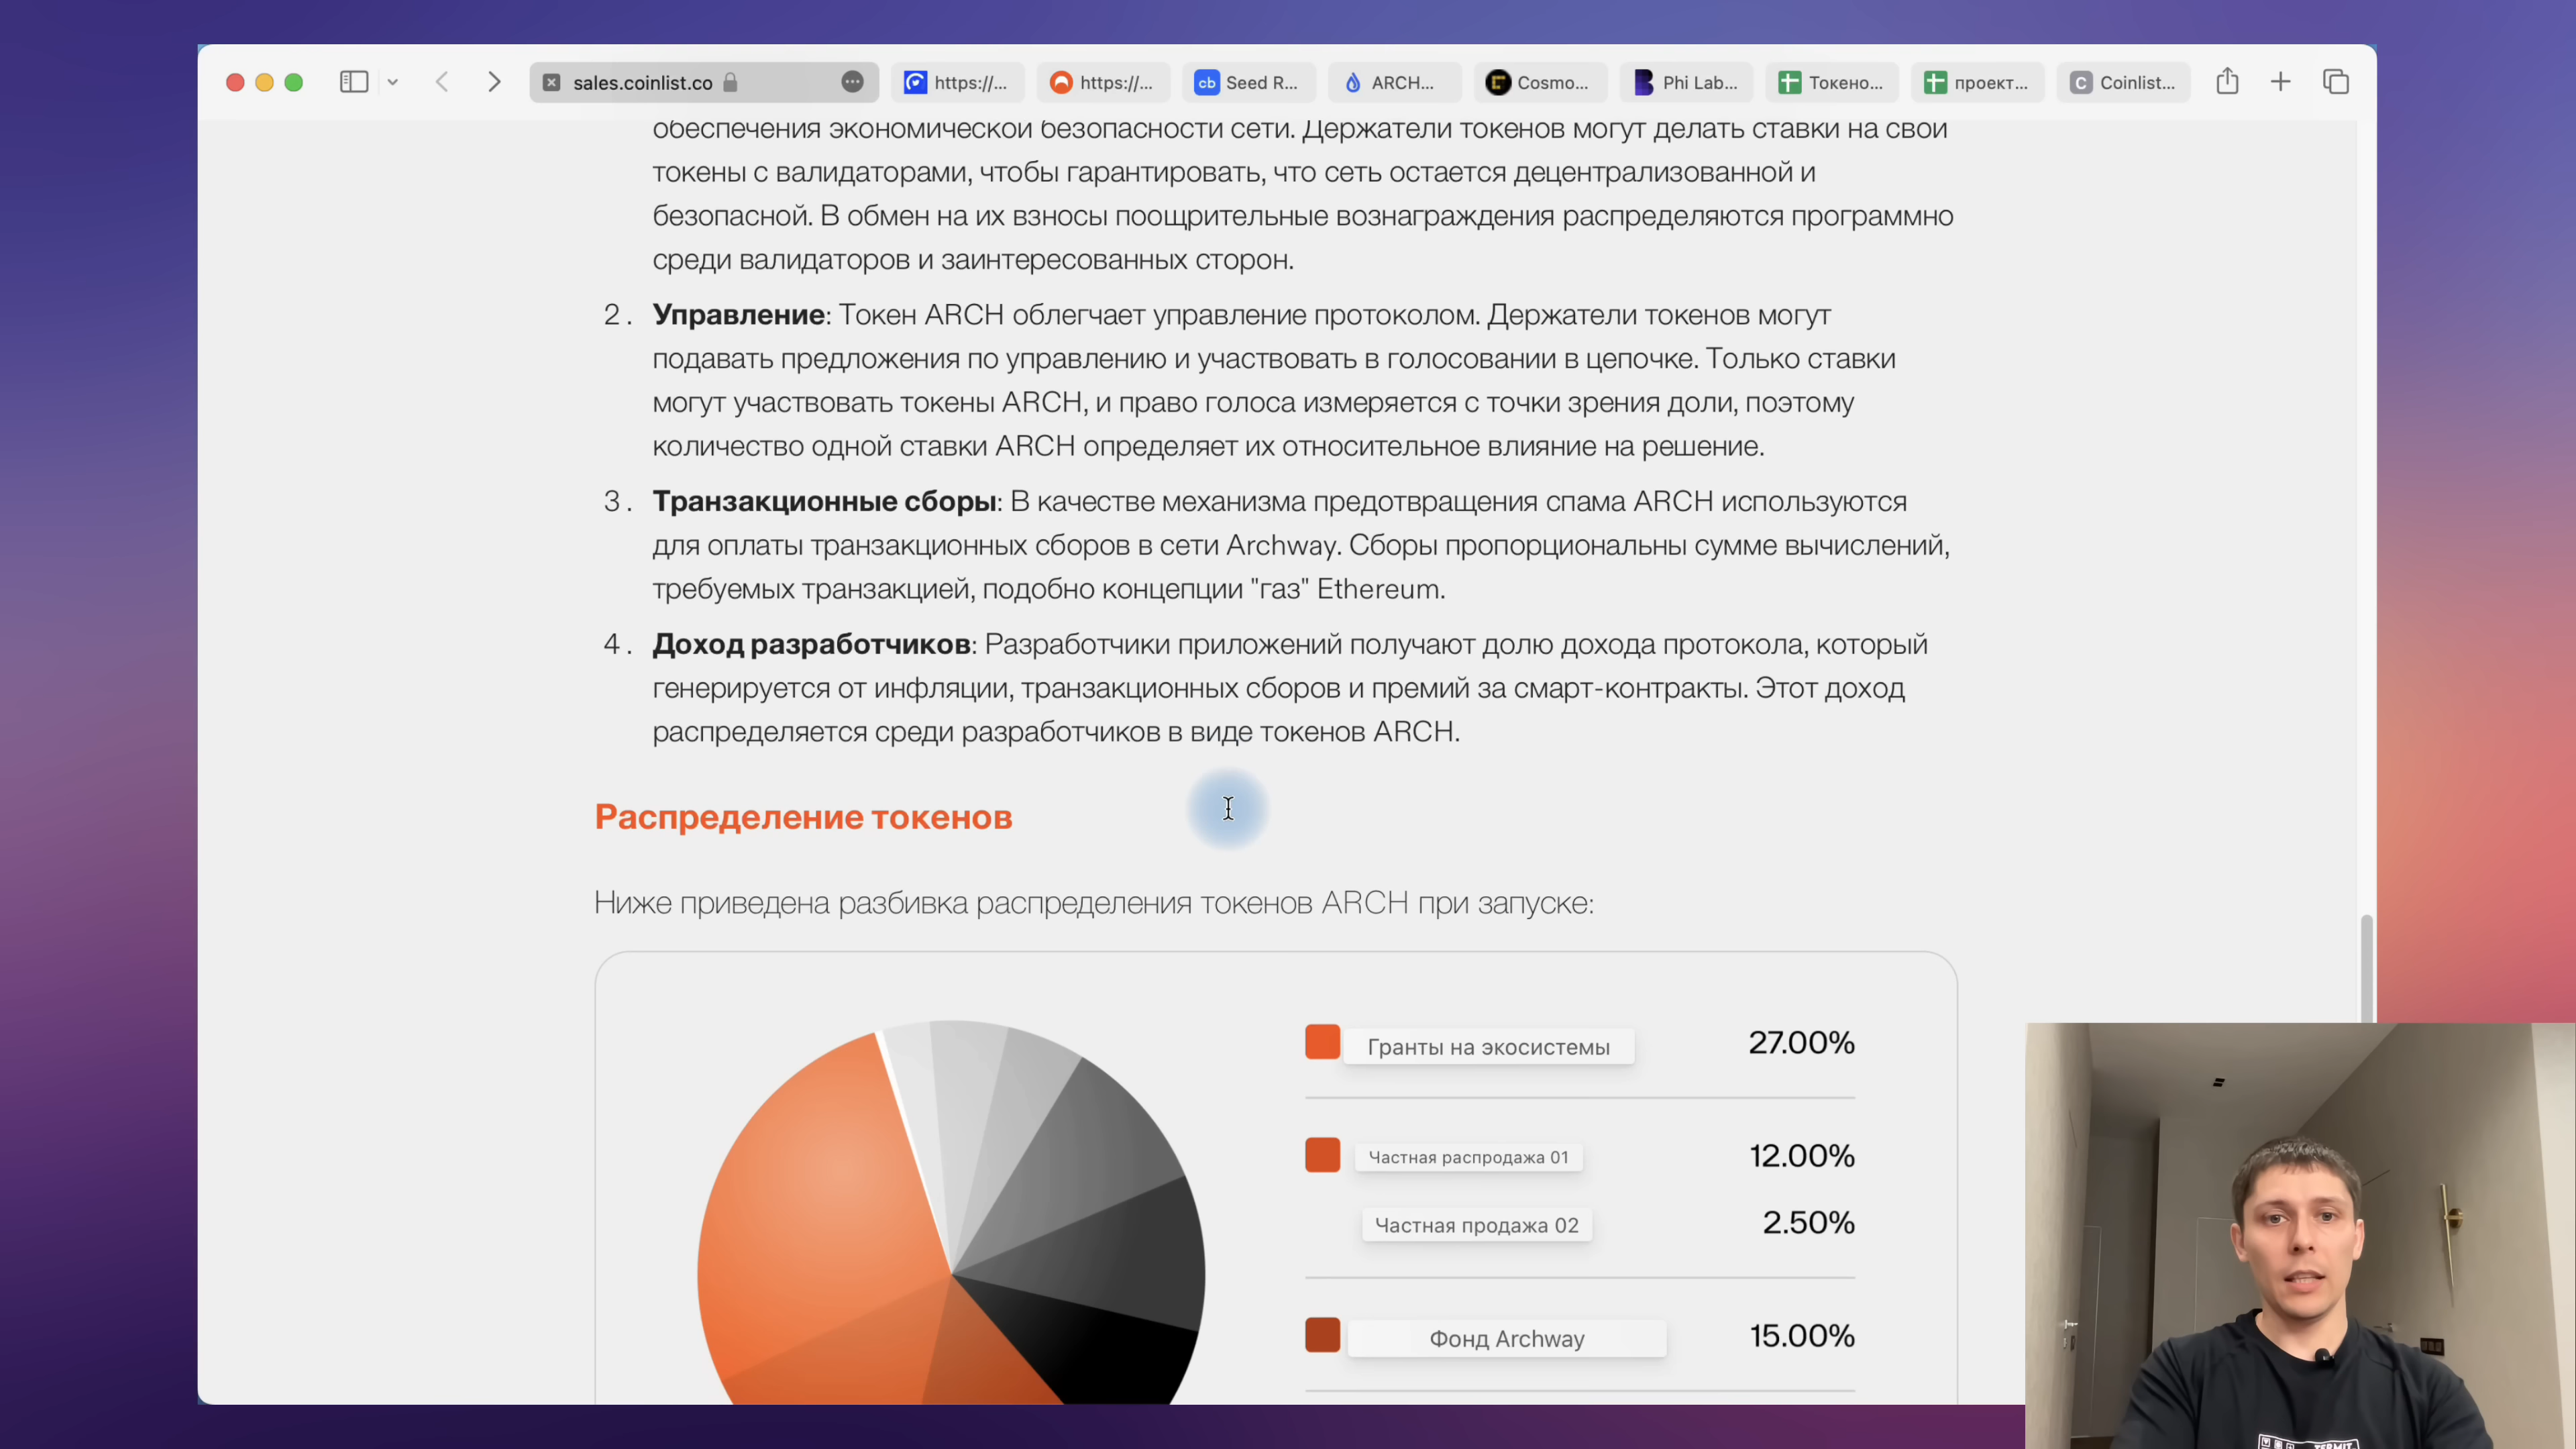 sales.coinlist.co
https://...
https://...
cb
Seed R...
ARCH...
Cosmo...
Phi Lab...
Токено...
проект...
C
Coinlist...
обеспечения экономической безопасности сети. Держатели токенов могут делать ставки на свои
токены с валидаторами, чтобы гарантировать, что сеть остается децентрализованной и
безопасной. В обмен на их взносы поощрительные вознаграждения распределяются программно
среди валидаторов и заинтересованных сторон.
2. Управление: Токен ARCH облегчает управление протоколом. Держатели токенов могут
подавать предложения по управлению и участвовать в голосовании в цепочке. Только ставки
могут участвовать токены ARCH, и право голоса измеряется с точки зрения доли, поэтому
количество одной ставки ARCH определяет их относительное влияние на решение.
3. Транзакционные сборы: В качестве механизма предотвращения спама ARCH используются
для оплаты транзакционных сборов в сети Archway. Сборы пропорциональны сумме вычислений,
требуемых транзакцией, подобно концепции "газ" Ethereum.
4. Доход разработчиков: Разработчики приложений получают долю дохода протокола, который
генерируется от инфляции, транзакционных сборов и премий за смарт-контракты. Этот доход
распределяется среди разработчиков в виде токенов ARCH.
Распределение токенов
Ниже приведена разбивка распределения токенов ARCH при запуске:
Гранты на экосистемы 27.00%
Частная распродажа 01 12.00%
Частная продажа 02 2.50%
Фонд Archway 15.00%